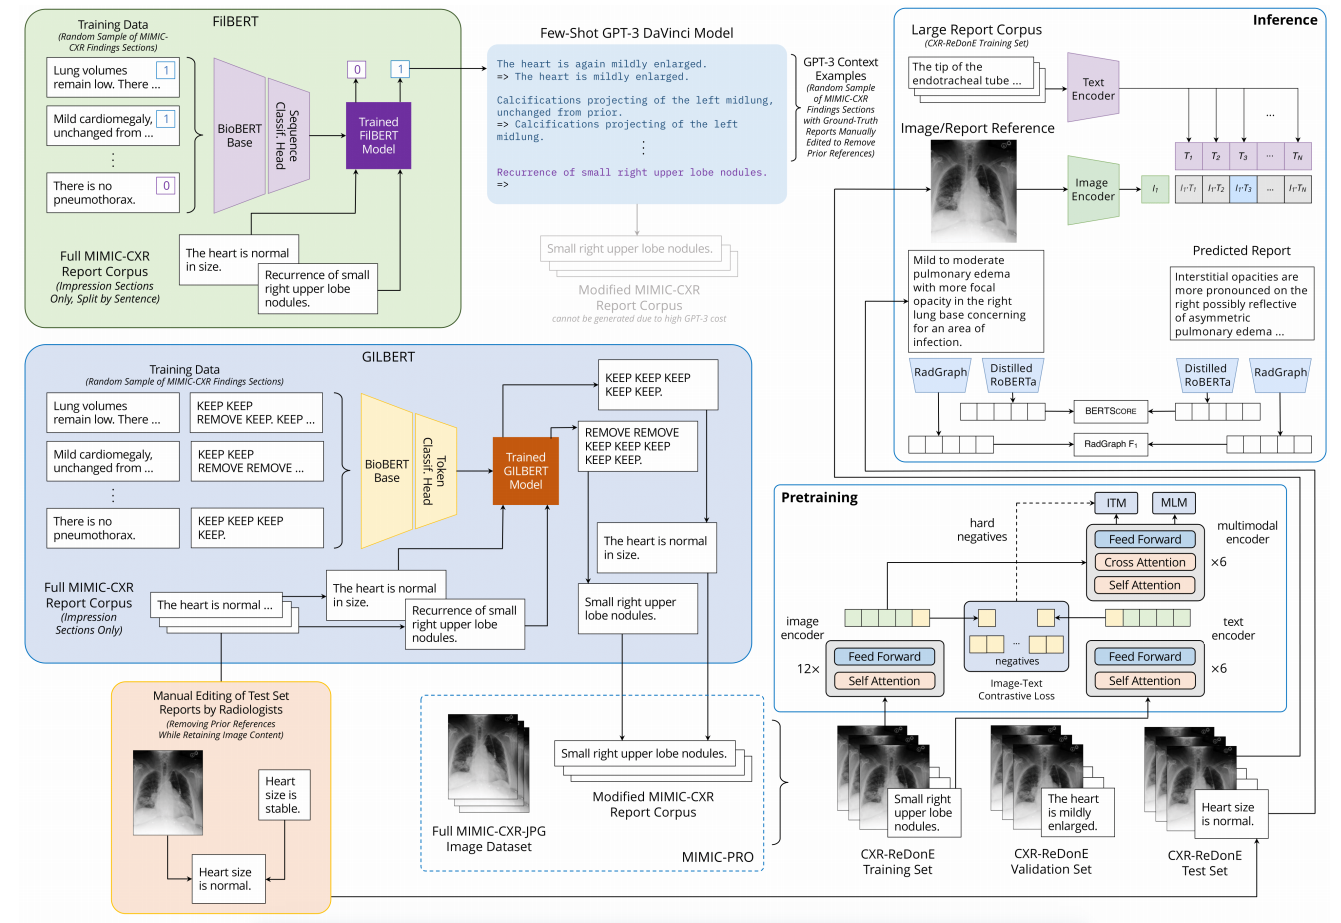 FilBERT
Training Data
(Random Sample of MIMIC-
CXR Findings Sections)
Lung volumes
remain low. There ...
1
Mild cardiomegaly,
unchanged from ...
1
⋮
There is no
pneumothorax.
0
BioBERT
Base
Sequence
Classif. Head
0
1
Trained
FilBERT
Model
Full MIMIC-CXR
Report Corpus
(Impression Sections
Only, Split by Sentence)
The heart is normal
in size.
Recurrence of small
right upper lobe
nodules.
Few-Shot GPT-3 DaVinci Model
The heart is again mildly enlarged.
=> The heart is mildly enlarged.
Calcifications projecting of the left midlung,
unchanged from prior.
=> Calcifications projecting of the left
midlung.
⋮
Recurrence of small right upper lobe nodules.
=>
GPT-3 Context
Examples
(Random Sample
of MIMIC-CXR
Findings Sections
with Ground-Truth
Reports Manually
Edited to Remove
Prior References)
Small right upper lobe nodules.
Modified MIMIC-CXR
Report Corpus
cannot be generated due to high GPT-3 cost
Inference
Large Report Corpus
(CXR-ReDonE Training Set)
The tip of the
endotracheal tube ...
Text
Encoder
...
Image/Report Reference
Image
Encoder
T1 T2 T3 ... TN
I1 I1·T1 I1·T2 I1·T3 ... I1·TN
Mild to moderate
pulmonary edema
with more focal
opacity in the right
lung base concerning
for an area of
infection.
Predicted Report
Interstitial opacities are
more pronounced on the
right possibly reflective
of asymmetric
pulmonary edema ...
RadGraph
Distilled
RoBERTa
Distilled
RoBERTa
RadGraph
BERTSCORE
RadGraph F1
GILBERT
Training Data
(Random Sample of MIMIC-CXR Findings Sections)
Lung volumes
remain low. There ...
KEEP KEEP
REMOVE KEEP. KEEP ...
Mild cardiomegaly,
unchanged from ...
KEEP KEEP
REMOVE REMOVE ...
⋮
There is no
pneumothorax.
KEEP KEEP KEEP
KEEP.
BioBERT
Base
Token
Classif. Head
Trained
GILBERT
Model
KEEP KEEP KEEP
KEEP KEEP.
REMOVE REMOVE
KEEP KEEP KEEP
KEEP KEEP.
The heart is normal
in size.
Small right upper
lobe nodules.
Full MIMIC-CXR
Report Corpus
(Impression
Sections Only)
The heart is normal ...
The heart is normal
in size.
Recurrence of small
right upper lobe
nodules.
Pretraining
hard
negatives
ITM
MLM
Feed Forward
Cross Attention
Self Attention
multimodal
encoder
×6
image
encoder
12×
Feed Forward
Self Attention
...
negatives
Image-Text
Contrastive Loss
Feed Forward
Self Attention
text
encoder
×6
Manual Editing of Test Set
Reports by Radiologists
(Removing Prior References
While Retaining Image Content)
Heart
size is
stable.
Heart size
is normal.
Small right upper lobe nodules.
Modified MIMIC-CXR
Report Corpus
Full MIMIC-CXR-JPG
Image Dataset
MIMIC-PRO
Small right
upper lobe
nodules.
CXR-ReDonE
Training Set
The heart
is mildly
enlarged.
CXR-ReDonE
Validation Set
Heart size
is normal.
CXR-ReDonE
Test Set